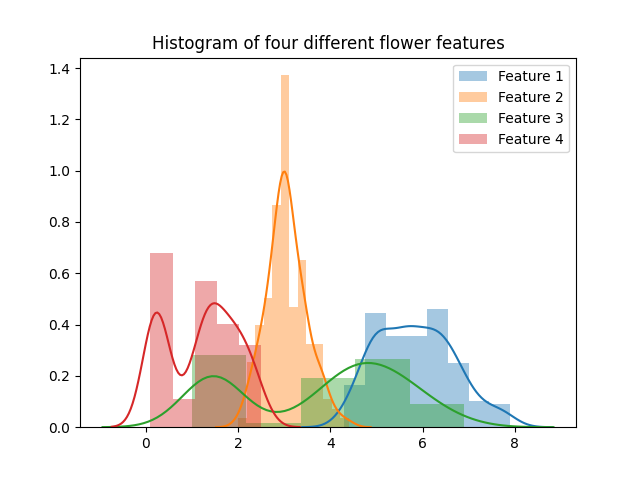 Histogram of four different flower features
1.4
1.2
1.0
0.8
0.6
0.4
0.2
0.0
Feature 1
Feature 2
Feature 3
Feature 4
0 2 4 6 8